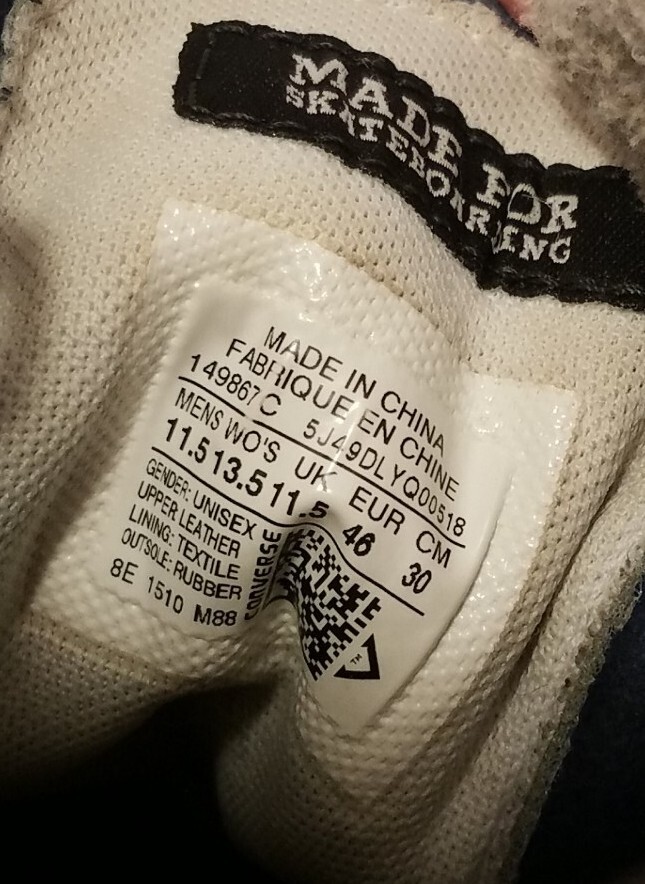 MADE FOR
SKATEBOARDING
MADE IN CHINA
FABRIQUE EN CHINE
149867C 5J49DLYQ00518
MENS WO'S UK EUR CM
11.5 13.5 11.5 46 30
GENDER: UNISEX
UPPER LEATHER
LINING: TEXTILE
OUTSOLE: RUBBER
8E 1510 M88
CONVERSE
TM